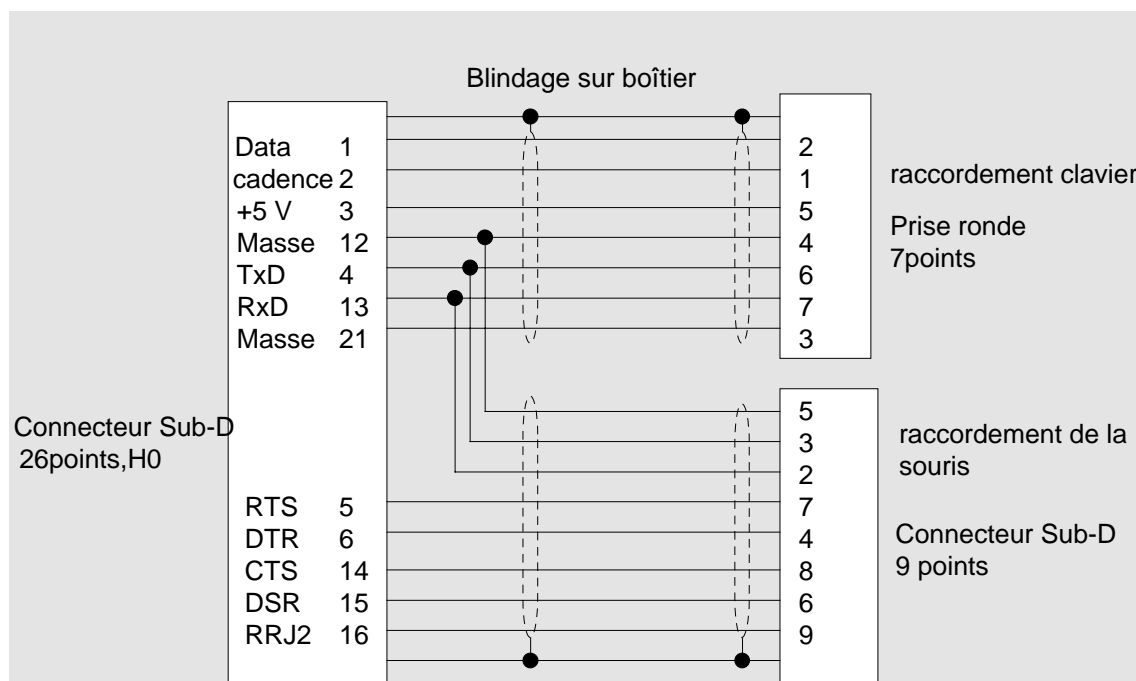 Blindage sur boîtier
Data 1
cadence 2
+5 V 3
Masse 12
TxD 4
RxD 13
Masse 21
2
1
5
4
6
7
3
raccordement clavier
Prise ronde
7points
Connecteur Sub-D
26points,H0
RTS 5
DTR 6
CTS 14
DSR 15
RRJ2 16
5
3
2
7
4
8
6
9
raccordement de la
souris
Connecteur Sub-D
9 points